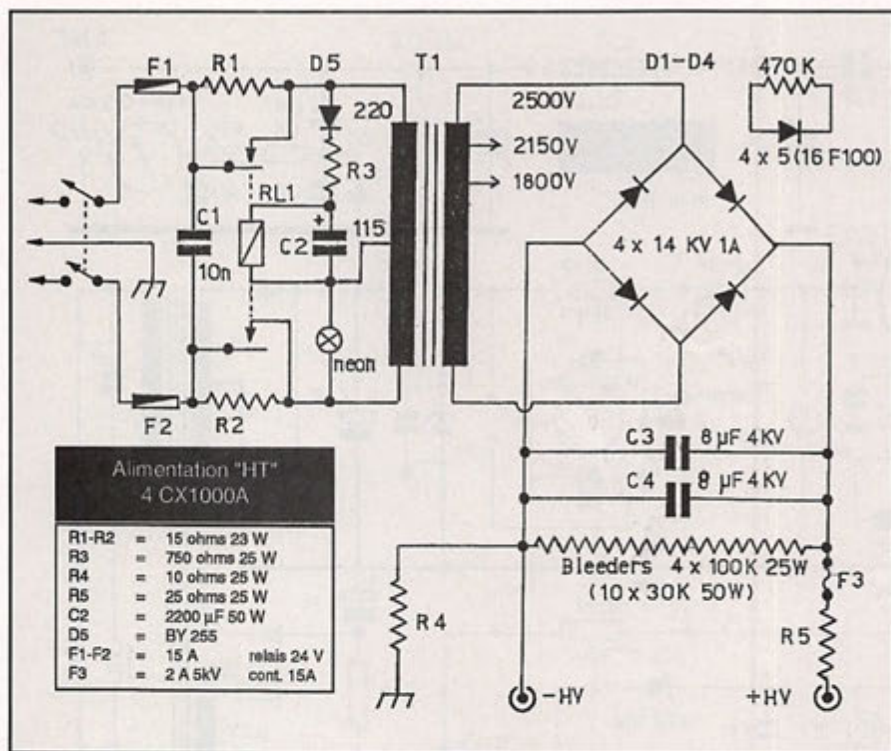 F1 R1 D5 T1 D1-D4
470 K
220
2500V
2150V
4 x 5 (16 F100)
1800V
R3
RL1
C1
10n
+
C2
115
4 x 14 KV 1A
neon
F2 R2
C3 8 µF 4KV
C4 8 µF 4KV
Alimentation "HT"
4 CX1000A
R1-R2 = 15 ohms 23 W
R3 = 750 ohms 25 W
R4 = 10 ohms 25 W
R5 = 25 ohms 25 W
C2 = 2200 µF 50 W
D5 = BY 255
F1-F2 = 15 A relais 24 V
F3 = 2 A 5kV cont. 15A
Bleeders 4 x 100K 25W
(10 x 30K 50W)
F3
R4
R5
-HV
+HV